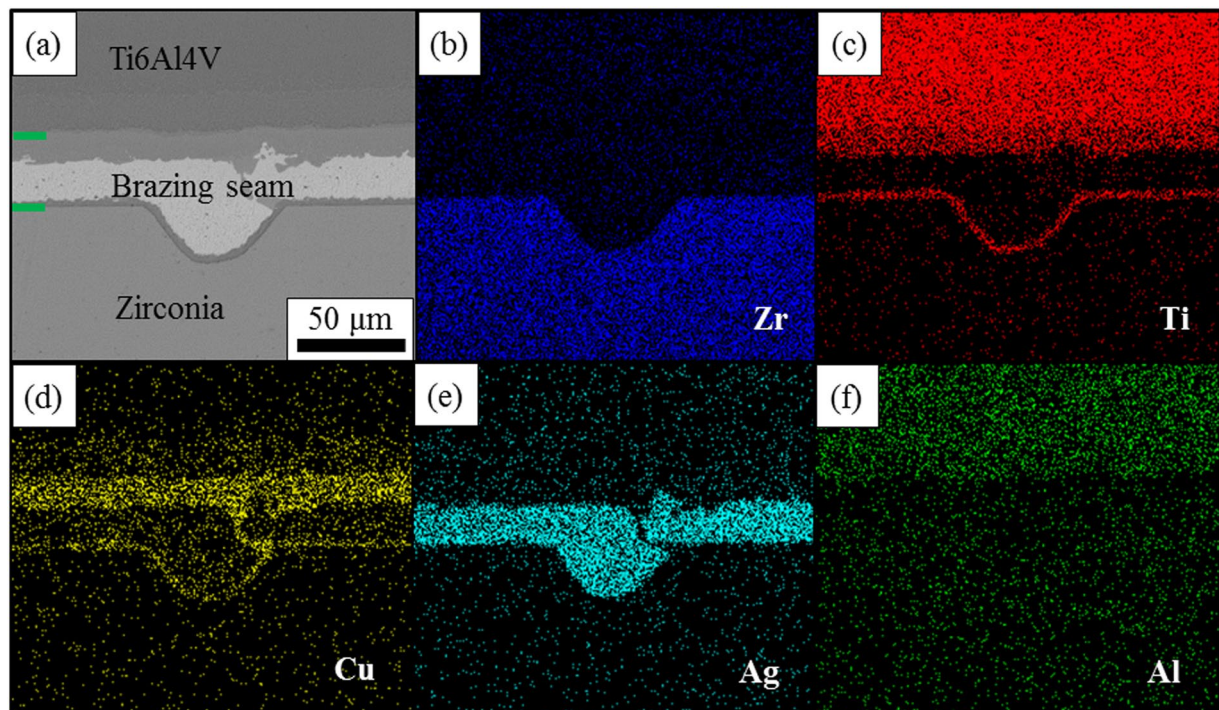 (a)
Ti6Al4V
Brazing seam
Zirconia
50 μm
(b)
Zr
(c)
Ti
(d)
Cu
(e)
Ag
(f)
Al